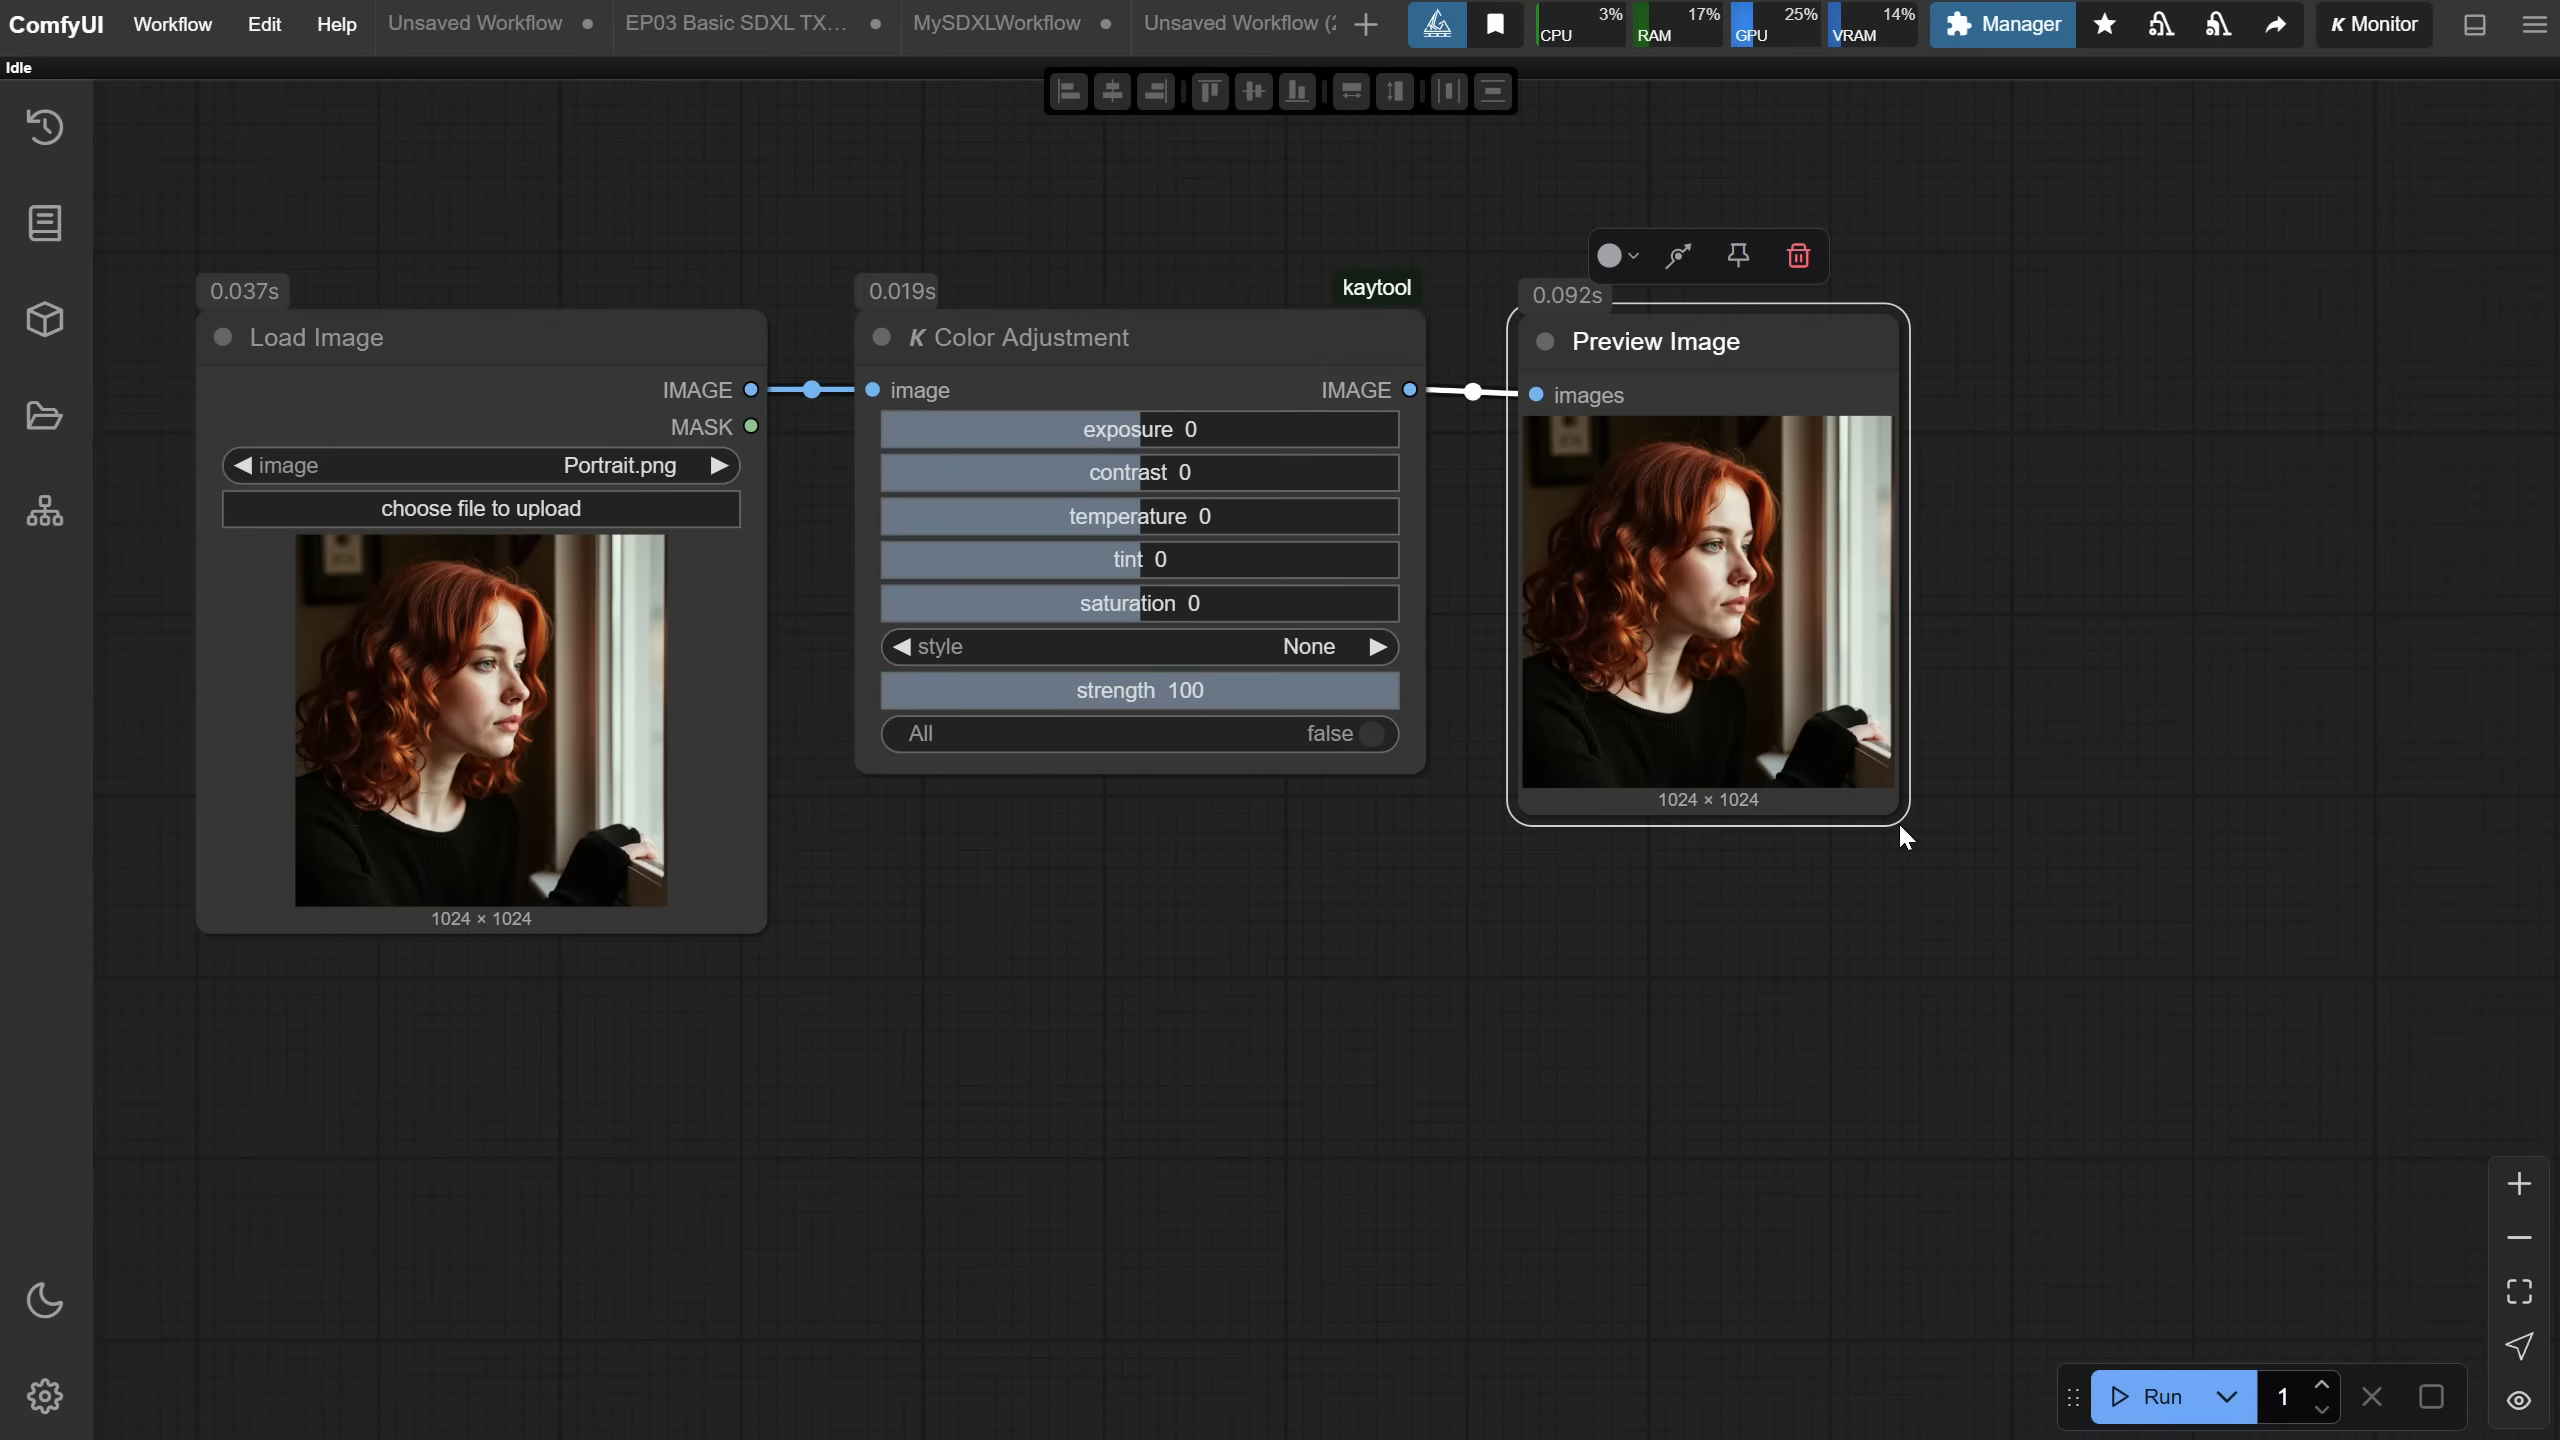 ComfyUI Workflow Edit Help Unsaved Workflow EP03 Basic SDXL TX... MySDXLWorkflow Unsaved Workflow (2
CPU 3% RAM 17% GPU 25% VRAM 14% Manager K Monitor
Idle
0.037s
Load Image
IMAGE
MASK
image Portrait.png
choose file to upload
1024 × 1024
0.019s
kaytool
K Color Adjustment
image IMAGE
exposure 0
contrast 0
temperature 0
tint 0
saturation 0
style None
strength 100
All false
0.092s
Preview Image
images
1024 × 1024
Run 1